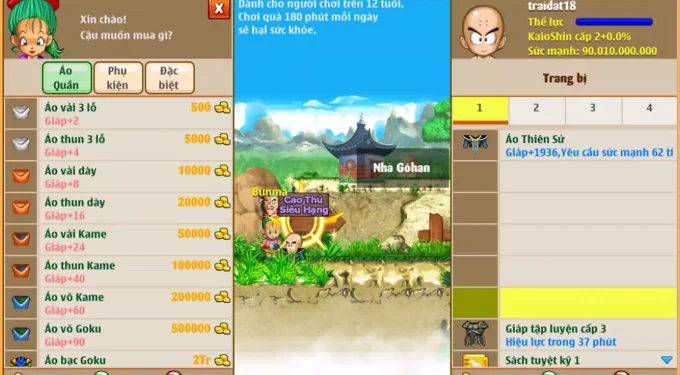 Xin chào!
Cậu muốn mua gì?
X
Áo
Quần
Phụ
kiện
Đặc
biệt
Áo vải 3 lỗ 500
Giáp+2
Áo thun 3 lỗ 5000
Giáp+4
Áo vải dày 10000
Giáp+8
Áo thun dày 20000
Giáp+16
Áo vải Kame 50000
Giáp+24
Áo thun Kame 100000
Giáp+40
Áo võ Kame 200000
Giáp+60
Áo võ Goku 500000
Giáp+90
Áo bạc Goku 2Tr
Dành cho người chơi trên 12 tuổi.
Chơi quá 180 phút mỗi ngày
sẽ hại sức khỏe.
Nhà Gôhan
Bunma
Cao Thủ
Siêu Hạng
traidat18
Thể lực
KaioShin cấp 2+0.0%
Sức mạnh: 90.010.000.000
Trang bị
1 2 3 4
Áo Thiên Sứ
Giáp+1936,Yêu cầu sức mạnh 62 tỉ
Giáp tập luyện cấp 3
Hiệu lực trong 37 phút
Sách tuyệt kỹ 1